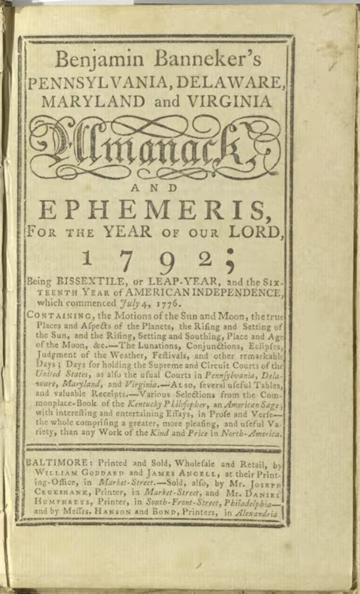 Benjamin Banneker's
PENNSYLVANIA, DELAWARE,
MARYLAND and VIRGINIA
Almanack,
AND
EPHEMERIS,
FOR THE YEAR OF OUR LORD,
1792;
Being BISSEXTILE, or LEAP-YEAR, and the SIX-
TEENTH YEAR of AMERICAN INDEPENDENCE,
which commenced July 4, 1776.
CONTAINING, the Motions of the Sun and Moon, the true
Places and Aspects of the Planets, the Rising and Setting of
the Sun, and the Rising, Setting and Southing, Place and Age
of the Moon, &c.—The Lunations, Conjunctions, Eclipses,
Judgment of the Weather, Festivals, and other remarkable
Days; Days for holding the Supreme and Circuit Courts of the
United States, as also the usual Courts in Pennsylvania, Dela-
ware, Maryland, and Virginia.—Also, several useful Tables,
and valuable Receipts.—Various Selections from the Com-
monplace-Book of the Kentucky Philosopher, an American Sage;
with interesting and entertaining Essays, in Prose and Verse—
the whole comprising a greater, more pleasing, and useful Va-
riety, than any Work of the Kind and Price in North-America.
BALTIMORE: Printed and Sold, Wholesale and Retail, by
WILLIAM GODDARD and JAMES ANGELL, at their Print-
ing-Office, in Market-Street.—Sold, also, by Mr. JOSEPH
CRUKSHANK, Printer, in Market-Street, and Mr. DANIEL
HUMPHREYS, Printer, in South-Front-Street, Philadelphia—
and by Messrs. HANSON and BOND, Printers, in Alexandria